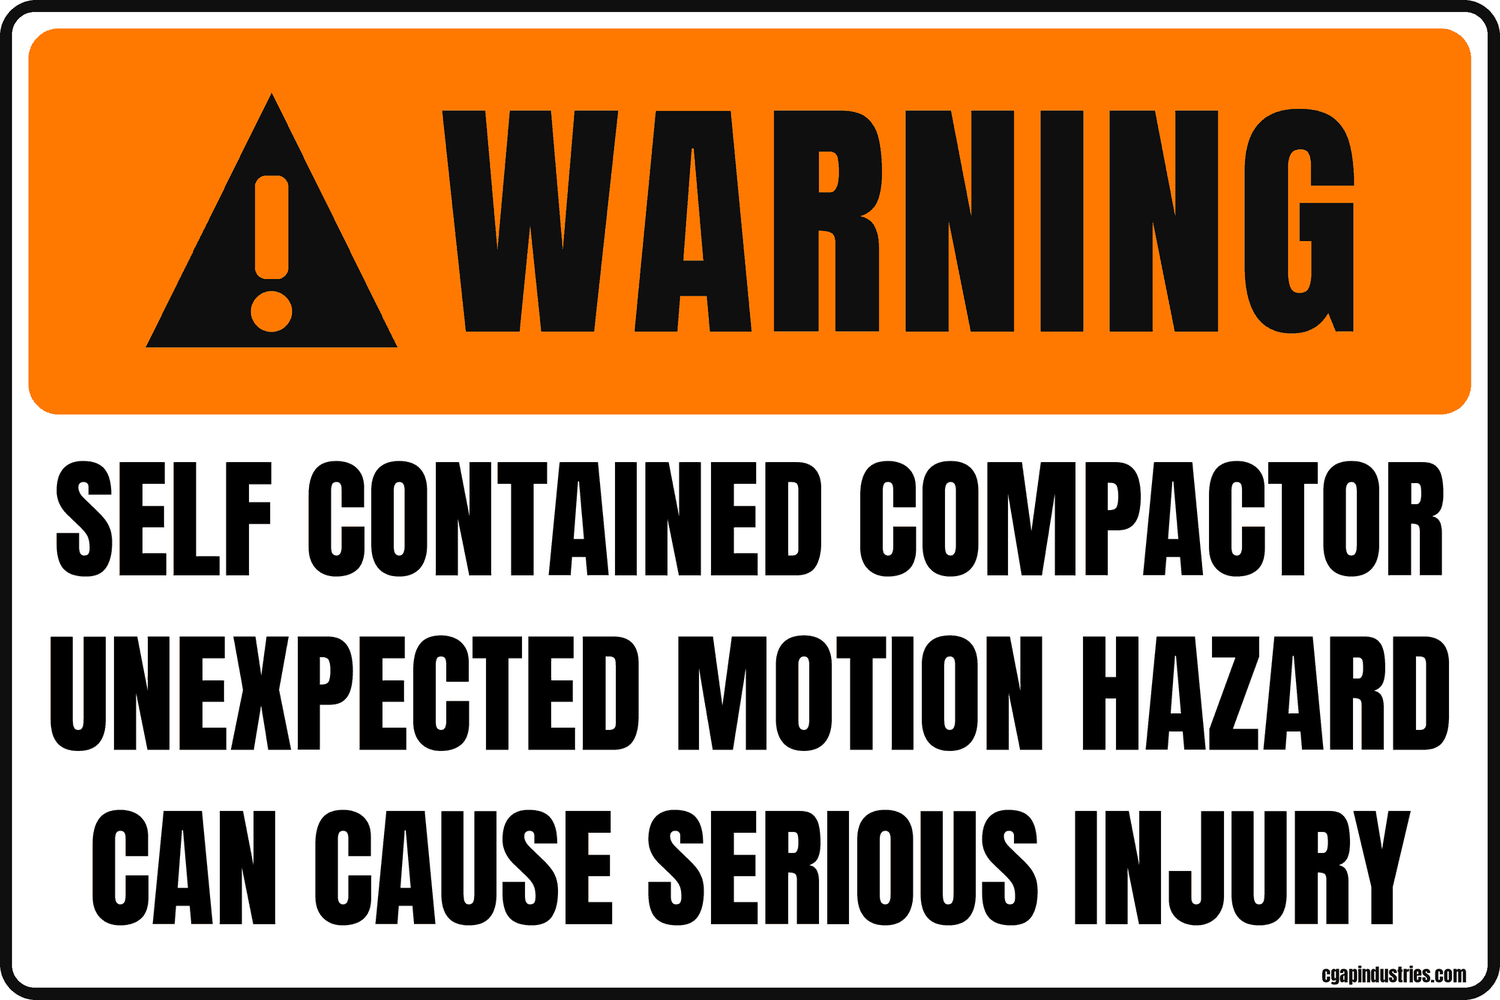 WARNING
SELF CONTAINED COMPACTOR
UNEXPECTED MOTION HAZARD
CAN CAUSE SERIOUS INJURY
cgapindustries.com